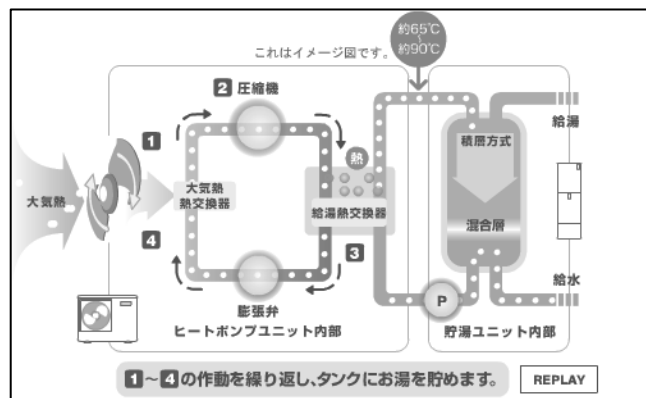 これはイメージ図です。
約65℃
～
約90℃
2 圧縮機
1
大気熱
大気熱
熱交換器
熱
給湯熱交換器
4
3
膨張弁
ヒートポンプユニット内部
積層方式
混合層
給湯
給水
P
貯湯ユニット内部
1～4の作動を繰り返し、タンクにお湯を貯めます。
REPLAY